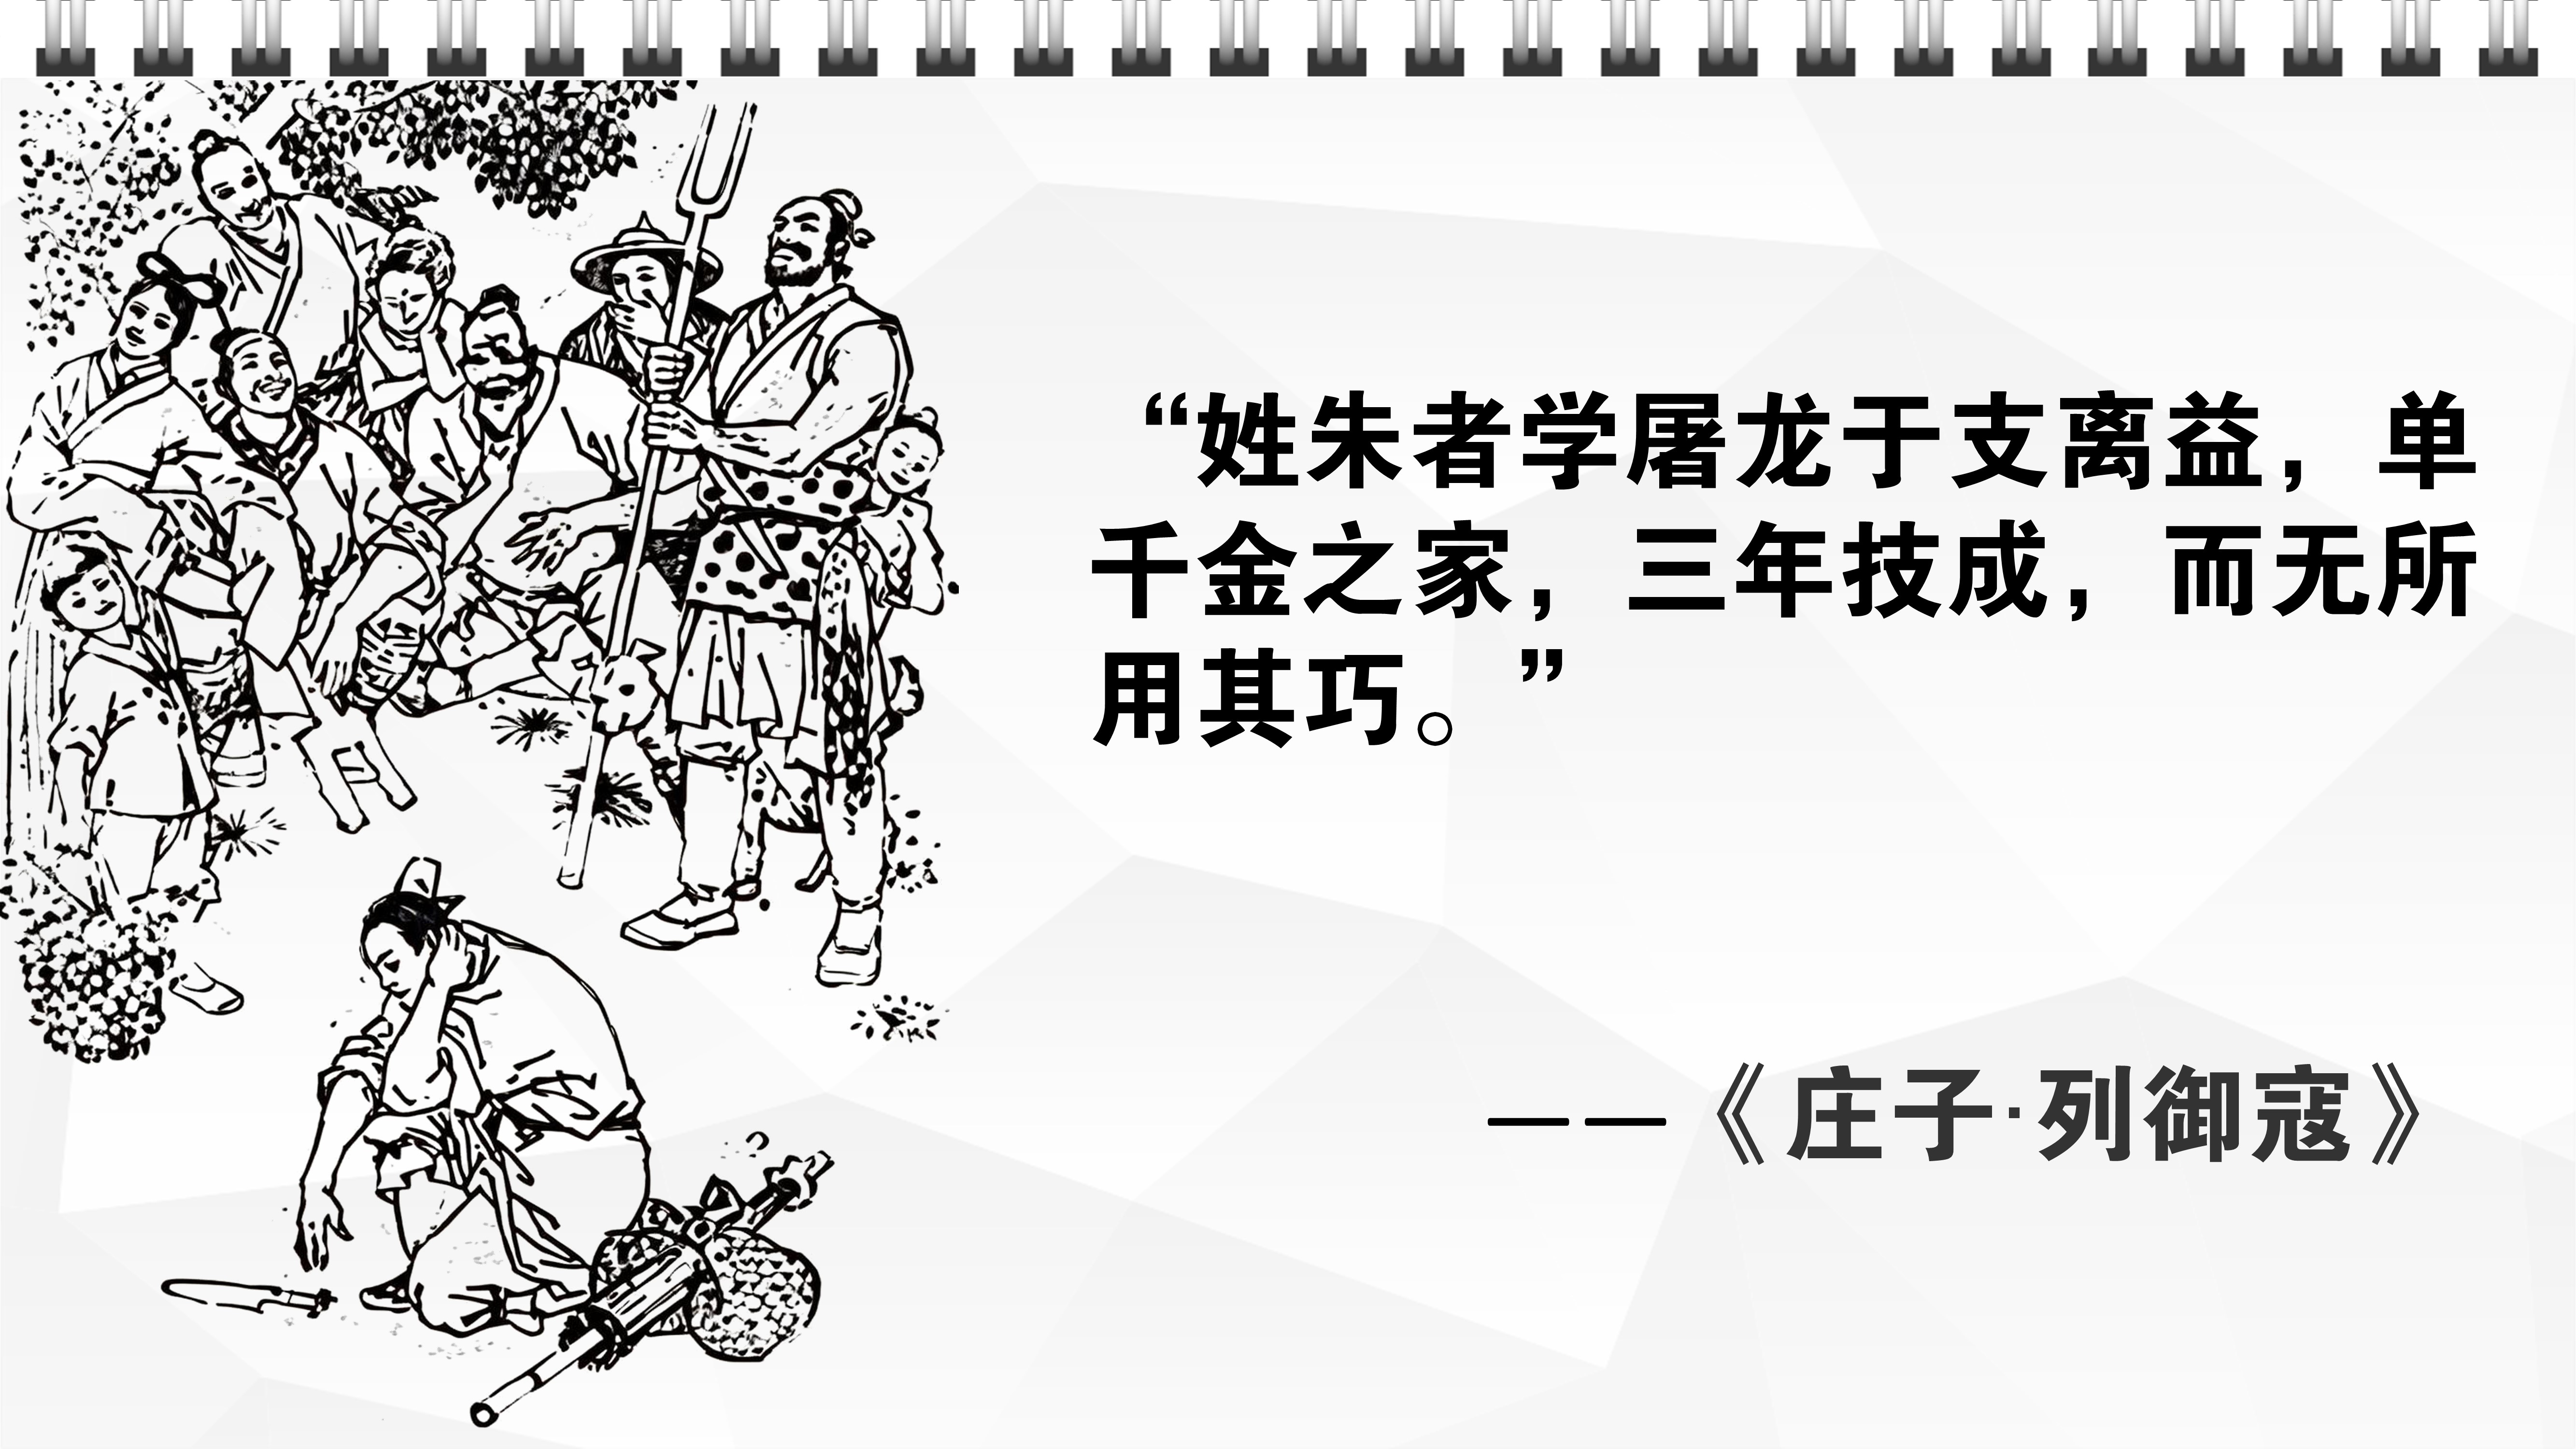 “姓朱者学屠龙于支离益，单
千金之家，三年技成，而无所
用其巧。”
——《庄子·列御寇》